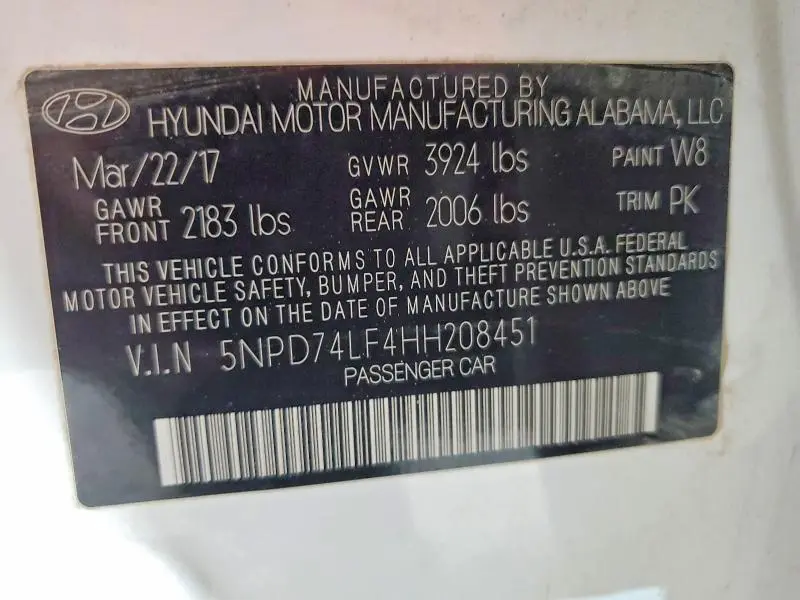 MANUFACTURED BY
HYUNDAI MOTOR MANUFACTURING ALABAMA, LLC
Mar/22/17 GVWR 3924 lbs PAINT W8
GAWR FRONT 2183 lbs GAWR REAR 2006 lbs TRIM PK
THIS VEHICLE CONFORMS TO ALL APPLICABLE U.S.A. FEDERAL
MOTOR VEHICLE SAFETY, BUMPER, AND THEFT PREVENTION STANDARDS
IN EFFECT ON THE DATE OF MANUFACTURE SHOWN ABOVE
V.I.N 5NPD74LF4HH208451
PASSENGER CAR